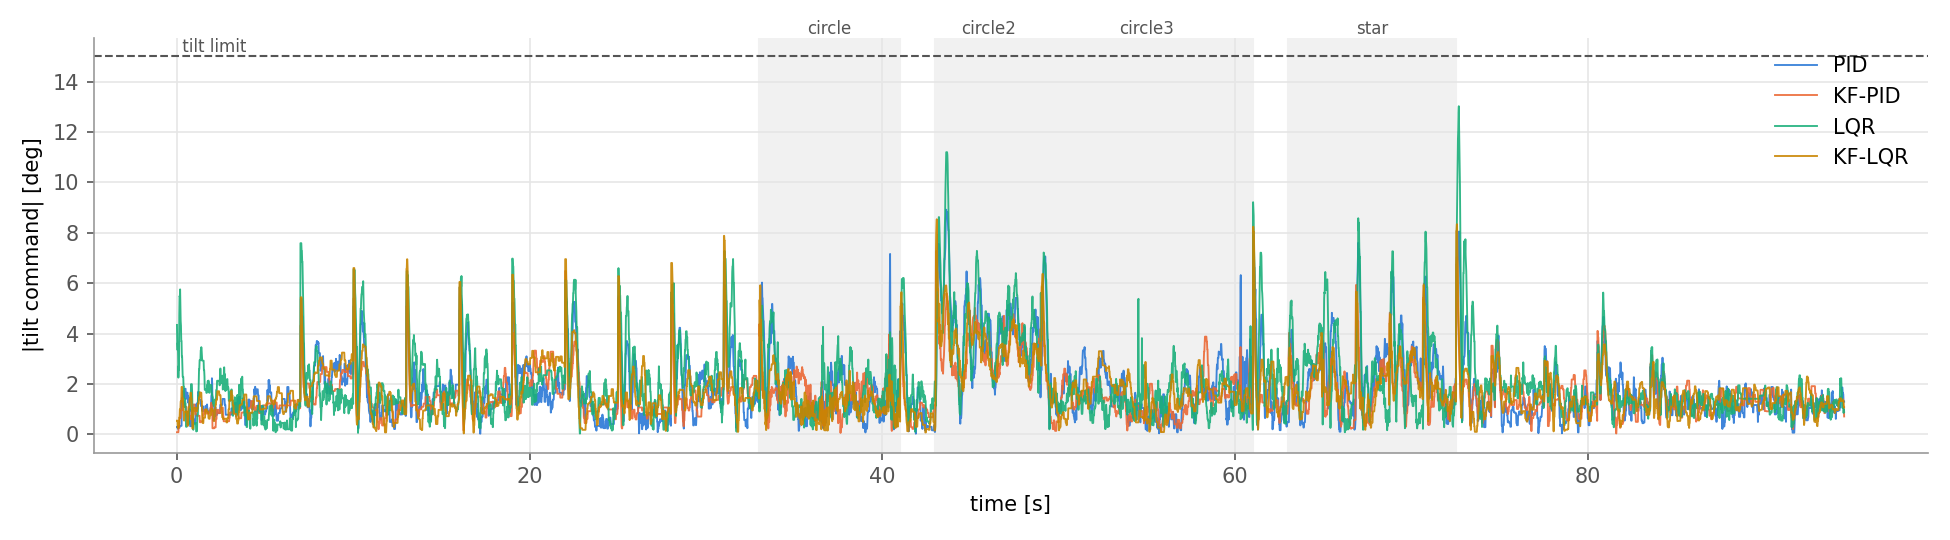 circle
circle2
circle3
star
tilt limit
14
12
10
8
6
4
2
0
|tilt command| [deg]
PID
KF-PID
LQR
KF-LQR
0
20
40
60
80
time [s]